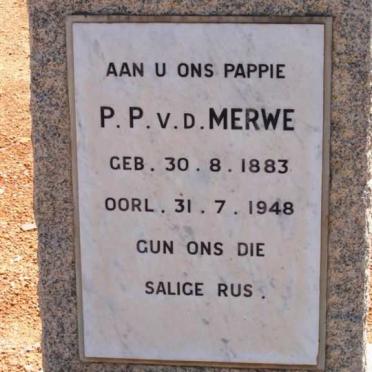 AAN U ONS PAPPIE
P.P.V.D.MERWE
GEB. 30.8.1883
OORL. 31.7.1948
GUN ONS DIE
SALIGE RUS.